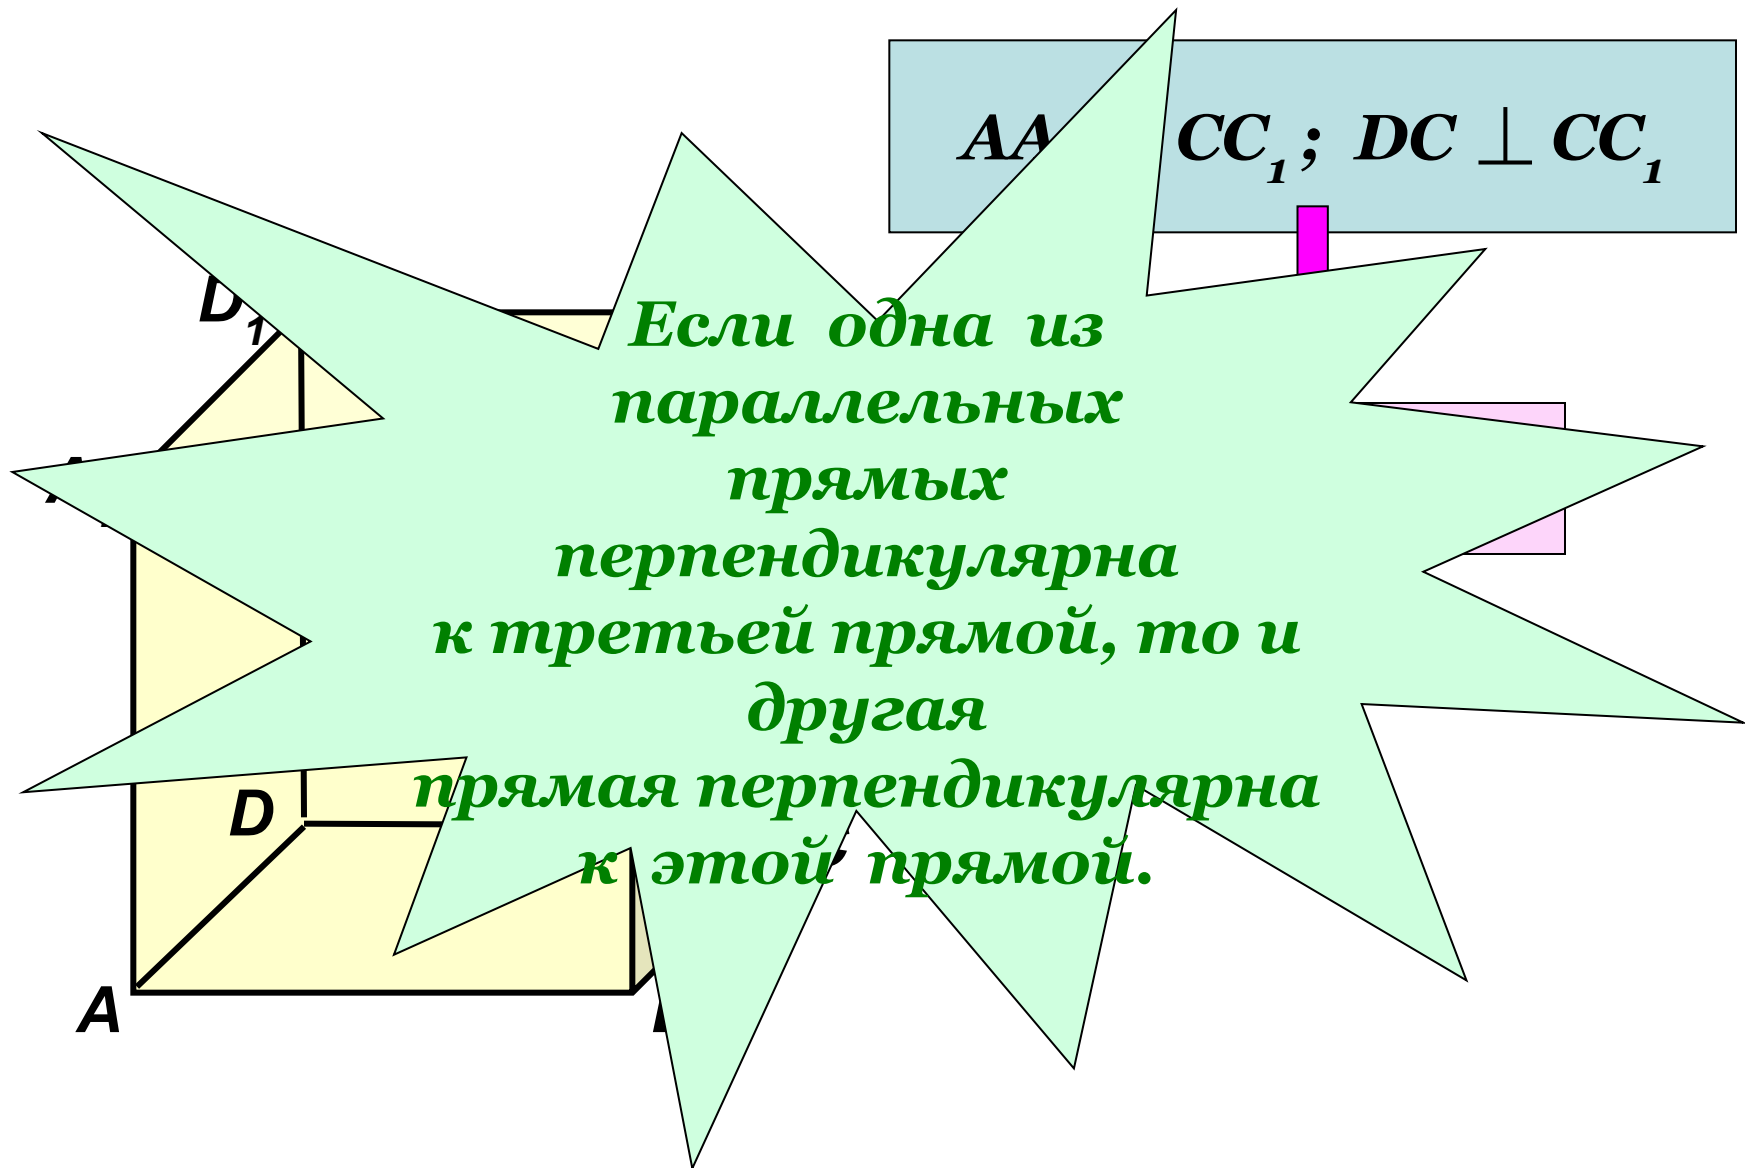 AA CC₁ ; DC ⊥ CC₁
D₁
Если одна из
параллельных
прямых
перпендикулярна
к третьей прямой, то и
другая
прямая перпендикулярна
к этой прямой.
D
A